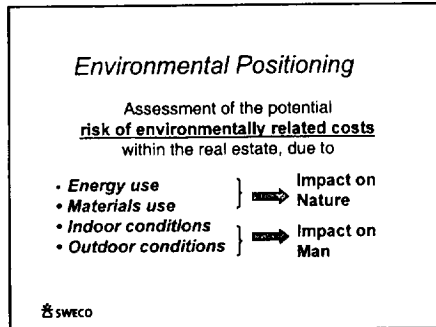 Environmental Positioning
Assessment of the potential
risk of environmentally related costs
within the real estate, due to
• Energy use
• Materials use
• Indoor conditions
• Outdoor conditions
Impact on
Nature
Impact on
Man
SWECO